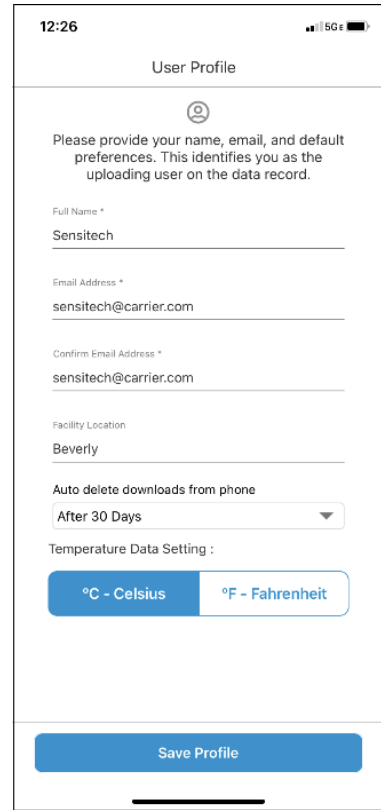 12:26
5G E
User Profile
Please provide your name, email, and default
preferences. This identifies you as the
uploading user on the data record.
Full Name *
Sensitech
Email Address *
sensitech@carrier.com
Confirm Email Address *
sensitech@carrier.com
Facility Location
Beverly
Auto delete downloads from phone
After 30 Days
Temperature Data Setting :
°C - Celsius
°F - Fahrenheit
Save Profile